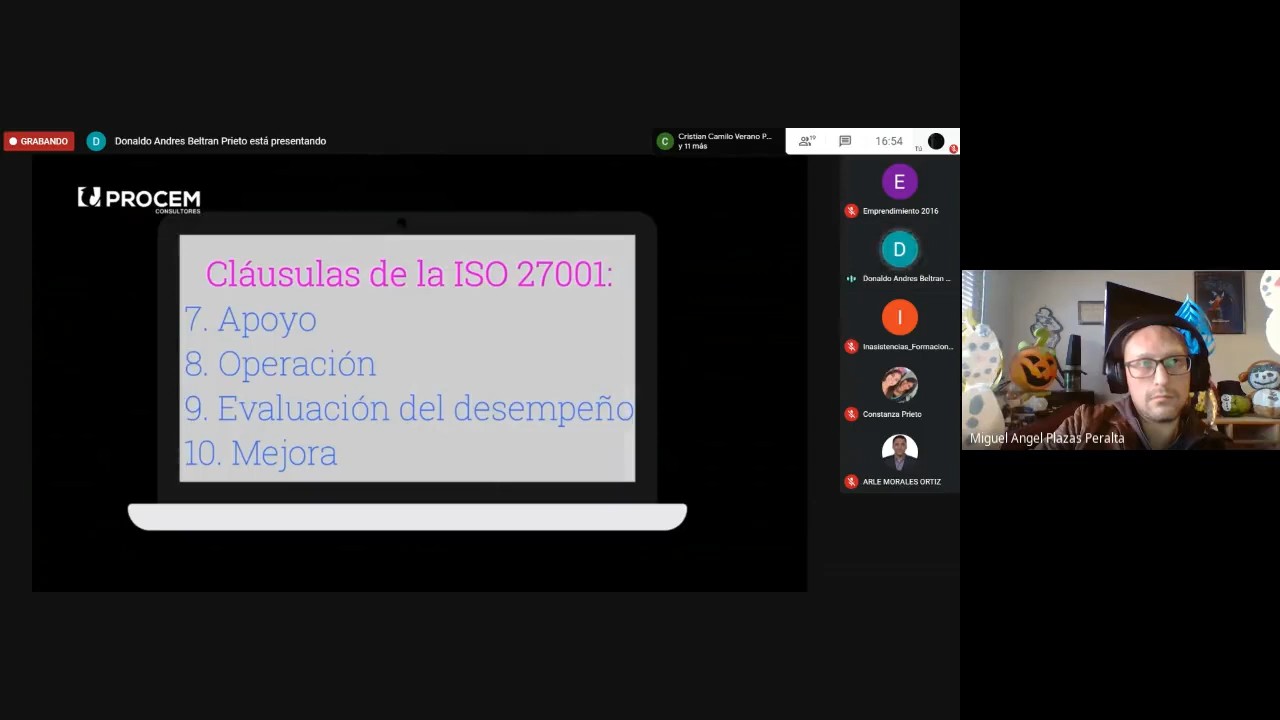 GRABANDO
D
Donaldo Andres Beltran Prieto está presentando
C
Cristian Camilo Verano P...
y 11 más
19
16:54
Tú
PROCEM
CONSULTORES
Cláusulas de la ISO 27001:
7. Apoyo
8. Operación
9. Evaluación del desempeño
10. Mejora
E
Emprendimiento 2016
D
Donaldo Andres Beltran ...
I
Inasistencias_Formacion...
Constanza Prieto
ARLE MORALES ORTIZ
Miguel Angel Plazas Peralta